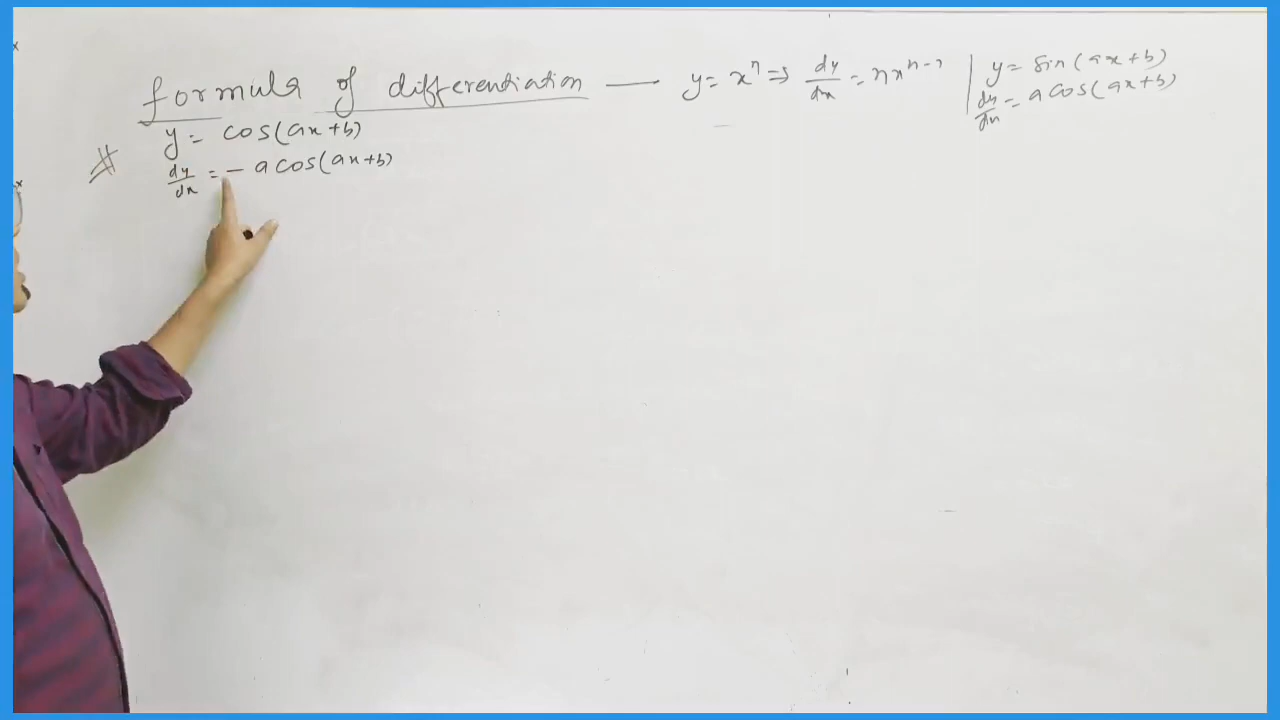 formula of differentiation — y = xⁿ ⇒ dy/dx = nxⁿ⁻¹ | y = sin(ax+b)
dy/dx = a cos(ax+b)
y = cos(ax+b)
# dy/dx = - a cos(ax+b)
x
x